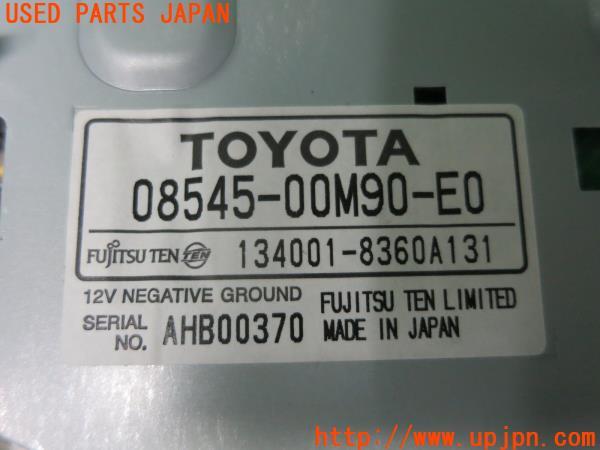 USED PARTS JAPAN
TOYOTA
08545-00M90-E0
FUJITSU TEN TEN 134001-8360A131
12V NEGATIVE GROUND FUJITSU TEN LIMITED
SERIAL NO. AHB00370 MADE IN JAPAN
http://www.upjpn.com